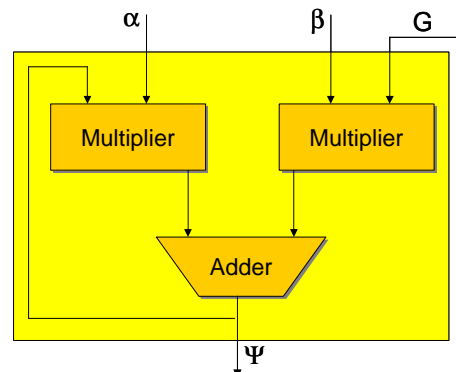 α β G
Multiplier Multiplier
Adder
Ψ